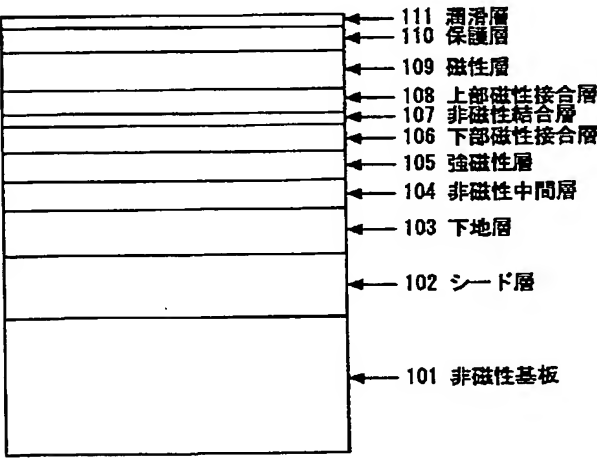 111 潤滑層
110 保護層
109 磁性層
108 上部磁性接合層
107 非磁性結合層
106 下部磁性接合層
105 強磁性層
104 非磁性中間層
103 下地層
102 シード層
101 非磁性基板